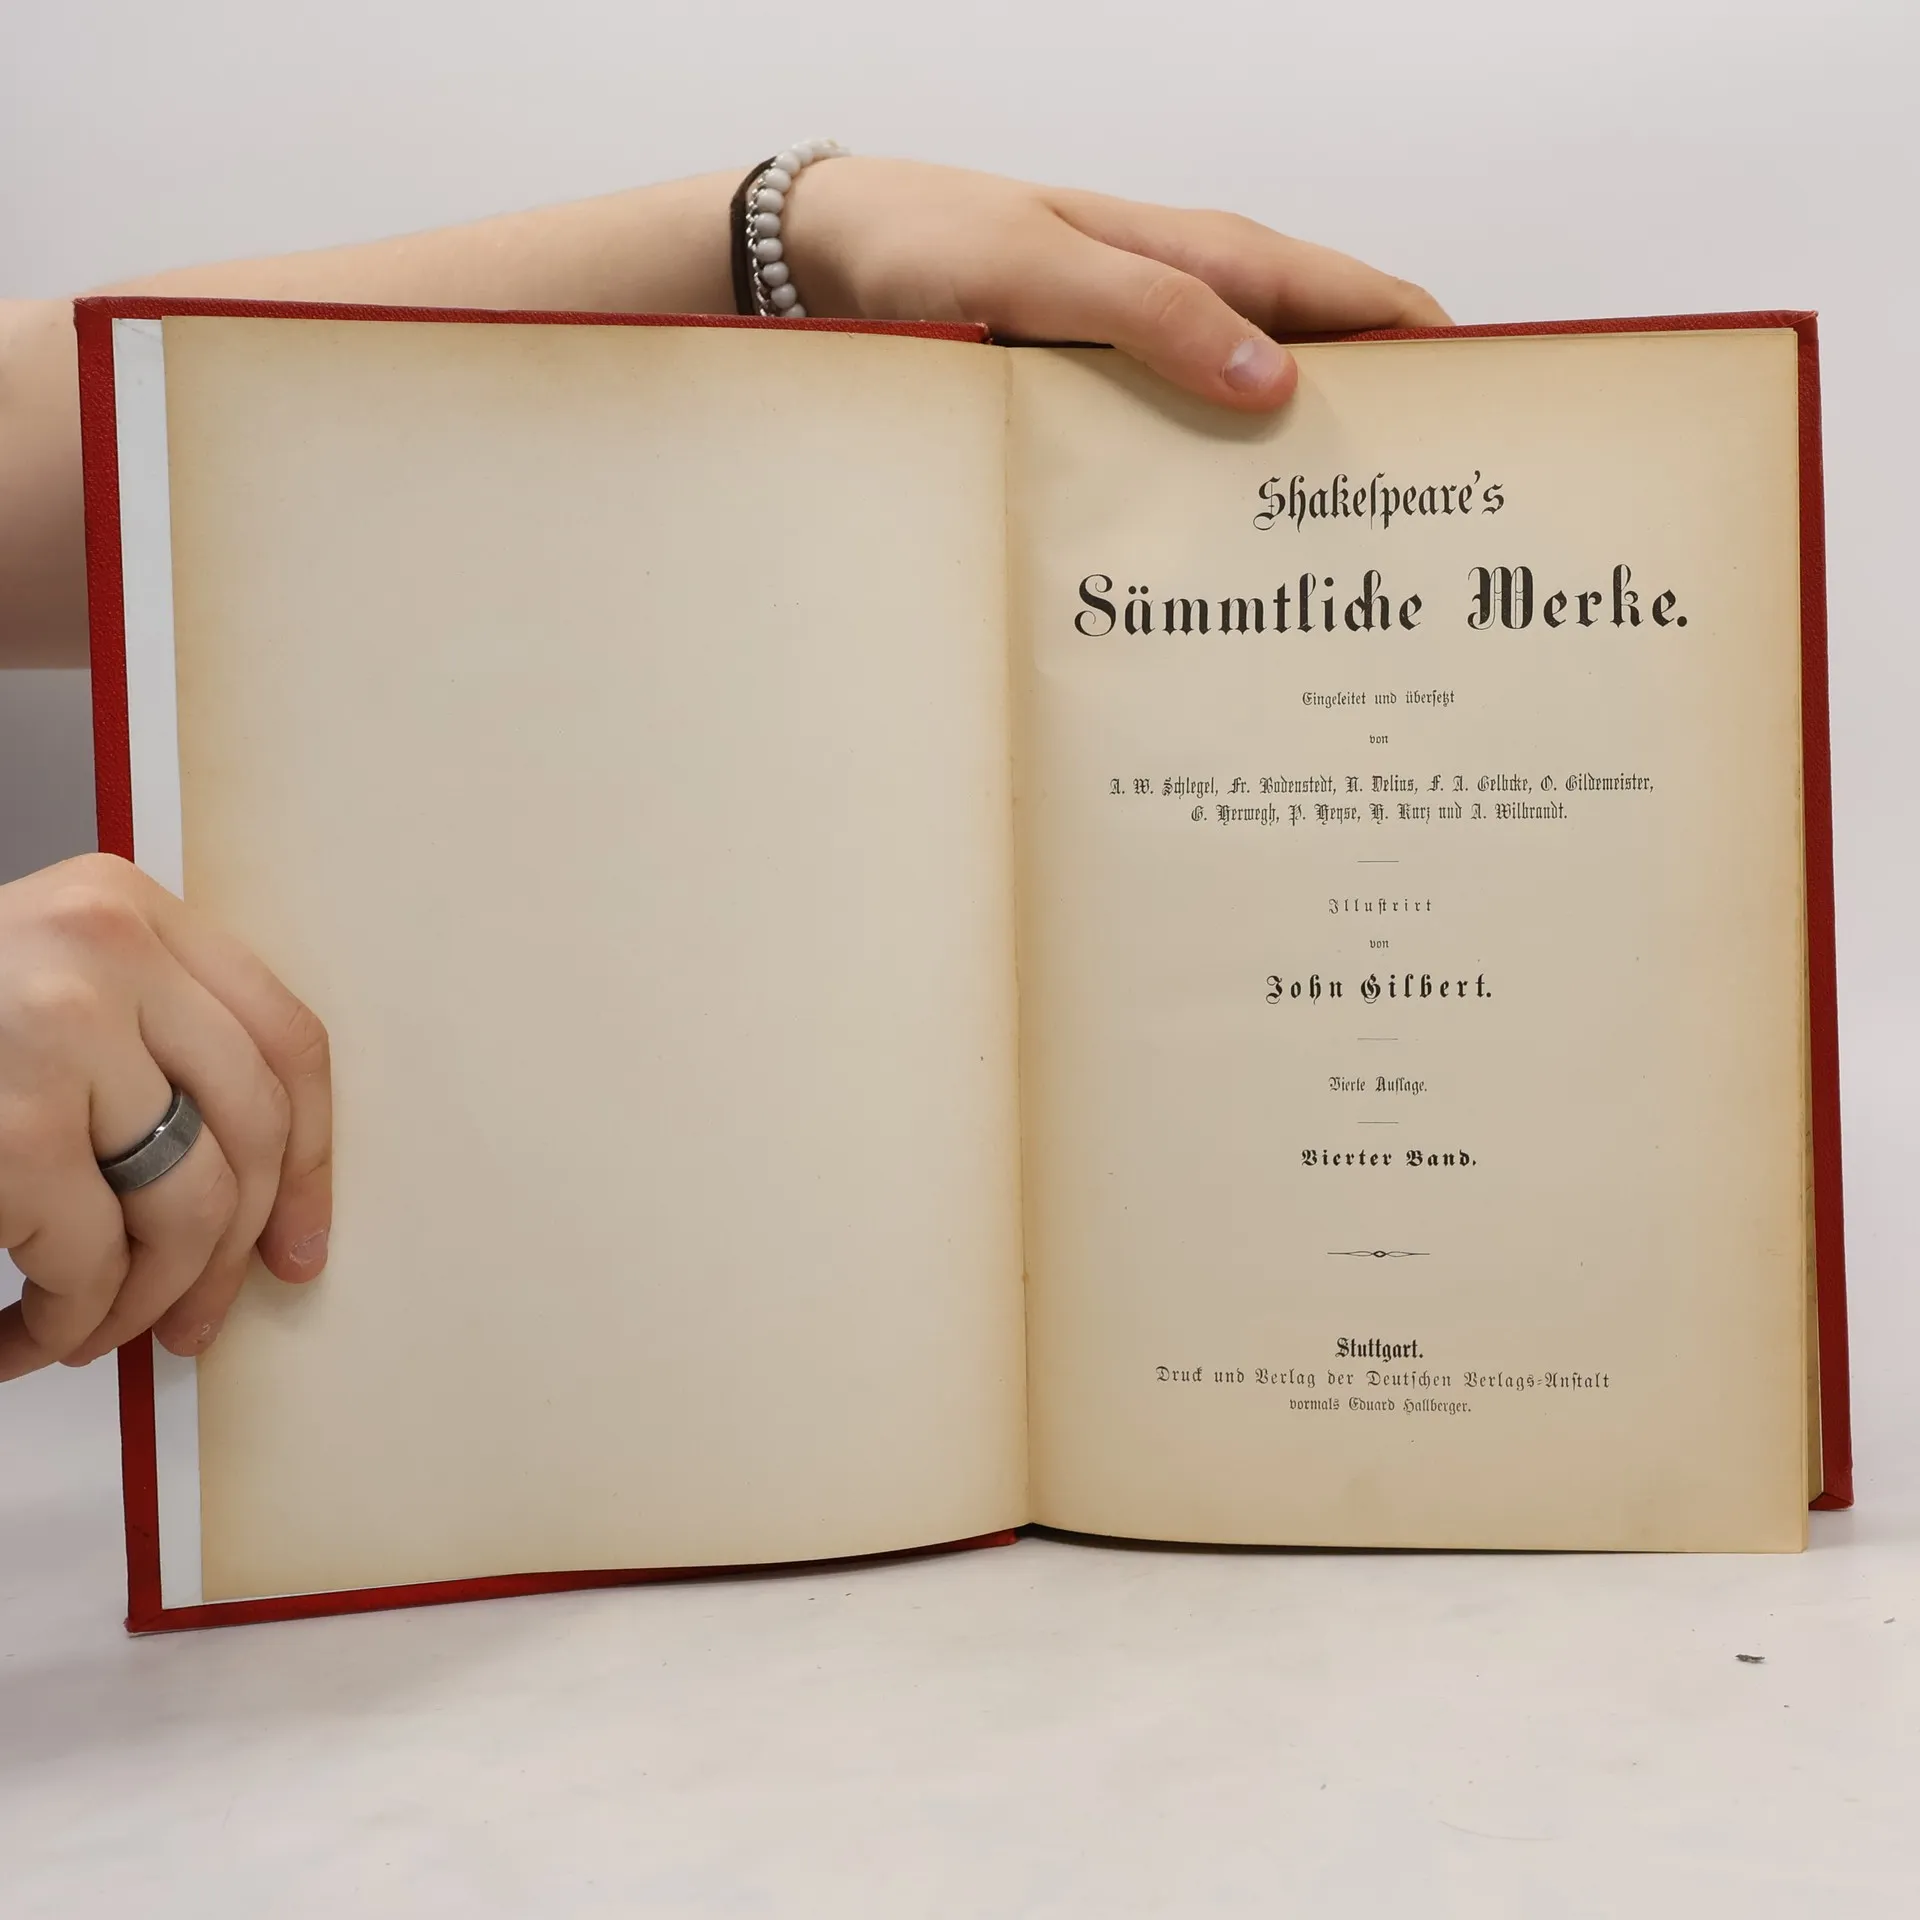 Shakeſpeare's
Sämmtliche Werke.
Eingeleitet und überſetzt
von
A. W. Schlegel, Fr. Bodenstedt, N. Delius, F. A. Gelbcke, O. Gildemeister,
G. Herwegh, P. Heyse, H. Kurz und A. Wilbrandt.
Illuſtrirt
von
John Gilbert.
Vierte Auflage.
Vierter Band.
Stuttgart.
Druck und Verlag der Deutſchen Verlags-Anſtalt
vormals Eduard Hallberger.